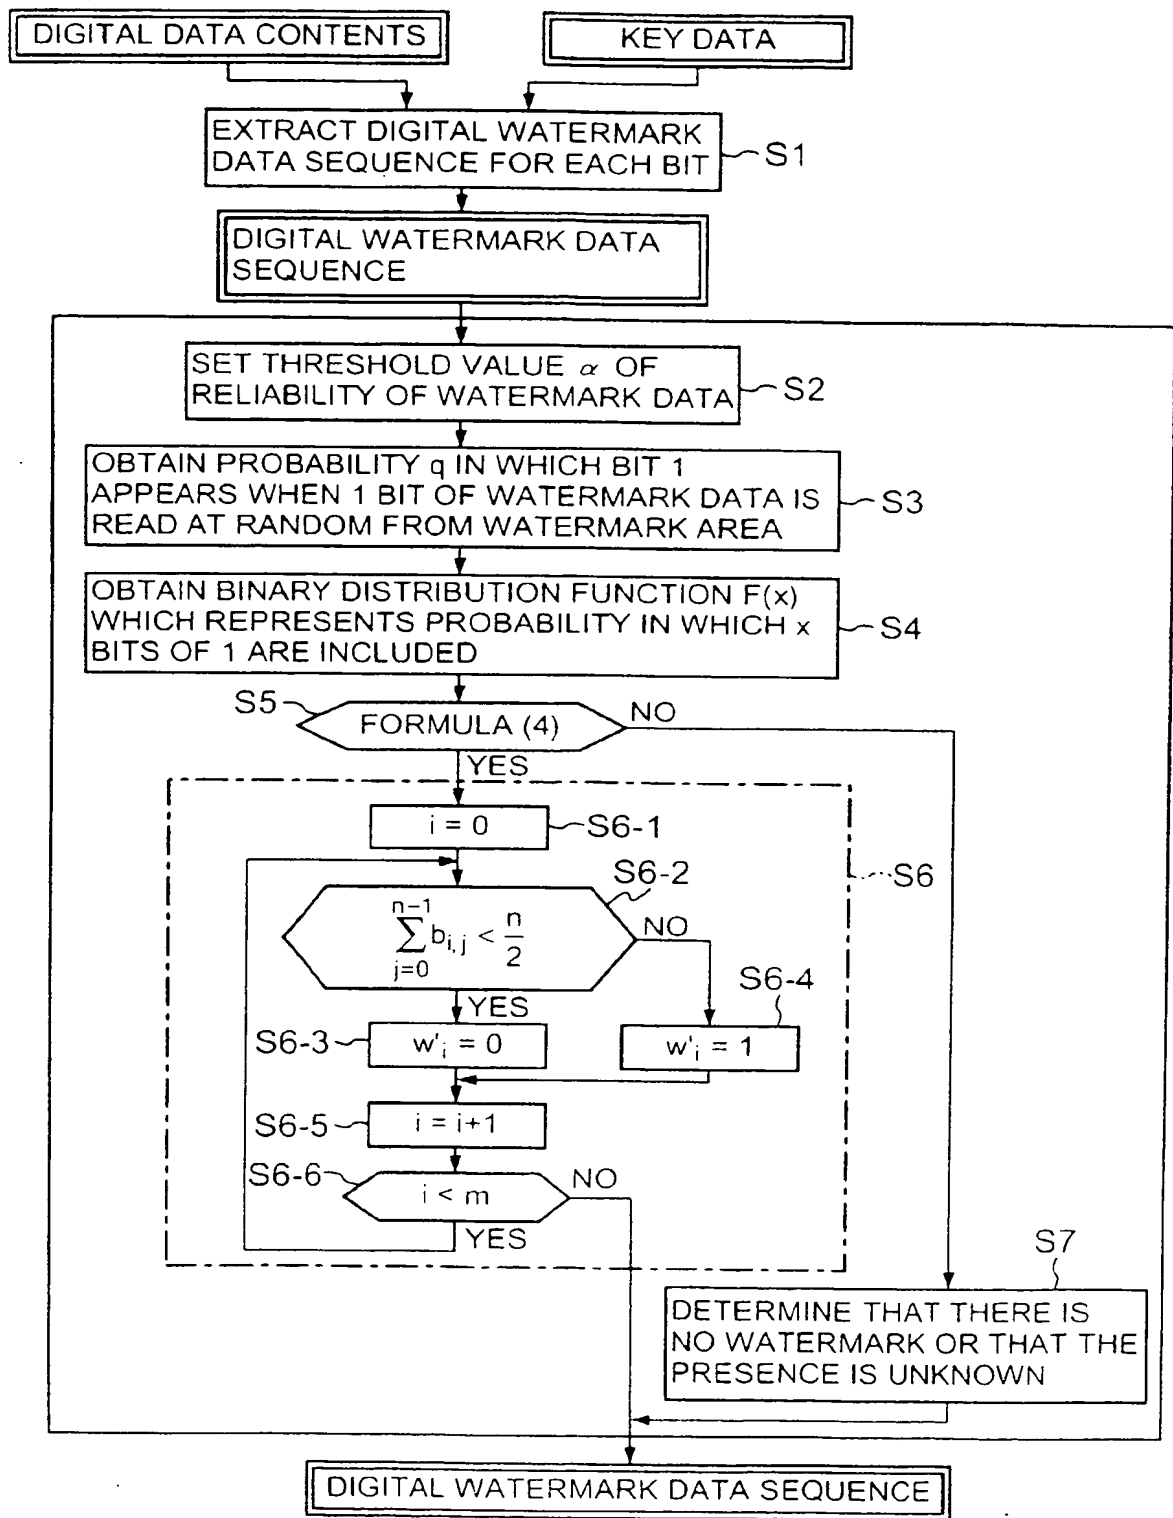 DIGITAL DATA CONTENTS
KEY DATA
EXTRACT DIGITAL WATERMARK
DATA SEQUENCE FOR EACH BIT
S1
DIGITAL WATERMARK DATA
SEQUENCE
SET THRESHOLD VALUE α OF
RELIABILITY OF WATERMARK DATA
S2
OBTAIN PROBABILITY q IN WHICH BIT 1
APPEARS WHEN 1 BIT OF WATERMARK DATA IS
READ AT RANDOM FROM WATERMARK AREA
S3
OBTAIN BINARY DISTRIBUTION FUNCTION F(x)
WHICH REPRESENTS PROBABILITY IN WHICH x
BITS OF 1 ARE INCLUDED
S4
S5
FORMULA (4)
NO
YES
i = 0
S6-1
S6
S6-2
n-1
∑ b i,j < n/2
j=0
NO
YES
S6-4
S6-3
w'i = 0
w'i = 1
S6-5
i = i+1
S6-6
i < m
NO
YES
S7
DETERMINE THAT THERE IS
NO WATERMARK OR THAT THE
PRESENCE IS UNKNOWN
DIGITAL WATERMARK DATA SEQUENCE